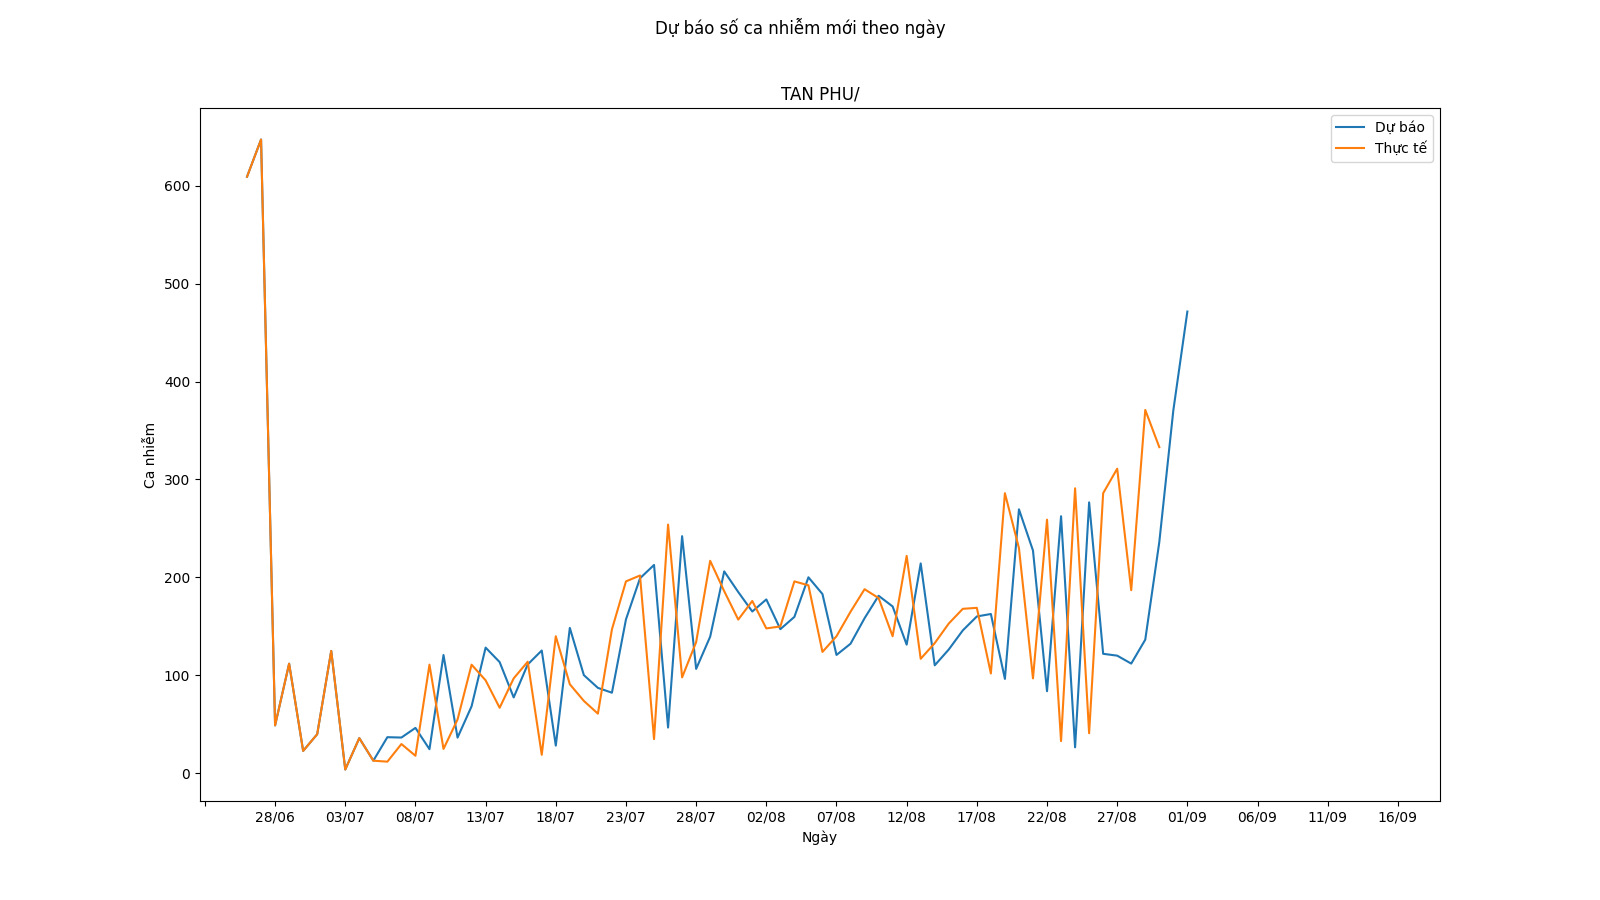 Dự báo số ca nhiễm mới theo ngày
TAN PHU/
Dự báo
Thực tế
600
500
400
300
200
100
0
Ca nhiễm
28/06 03/07 08/07 13/07 18/07 23/07 28/07 02/08 07/08 12/08 17/08 22/08 27/08 01/09 06/09 11/09 16/09
Ngày